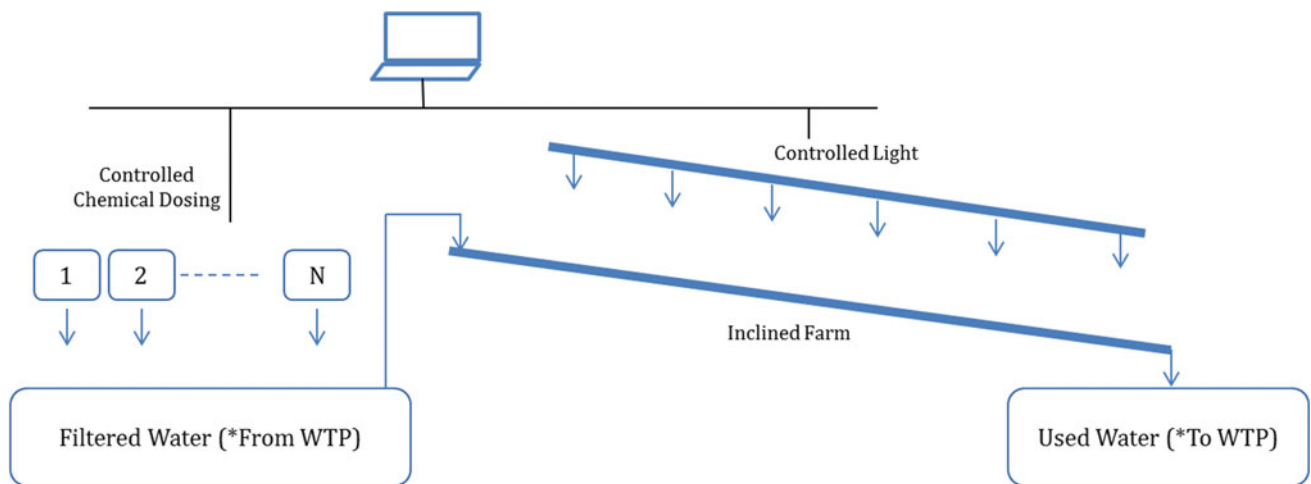 Controlled Light
Controlled
Chemical Dosing
1 2 N
Inclined Farm
Filtered Water (*From WTP)
Used Water (*To WTP)